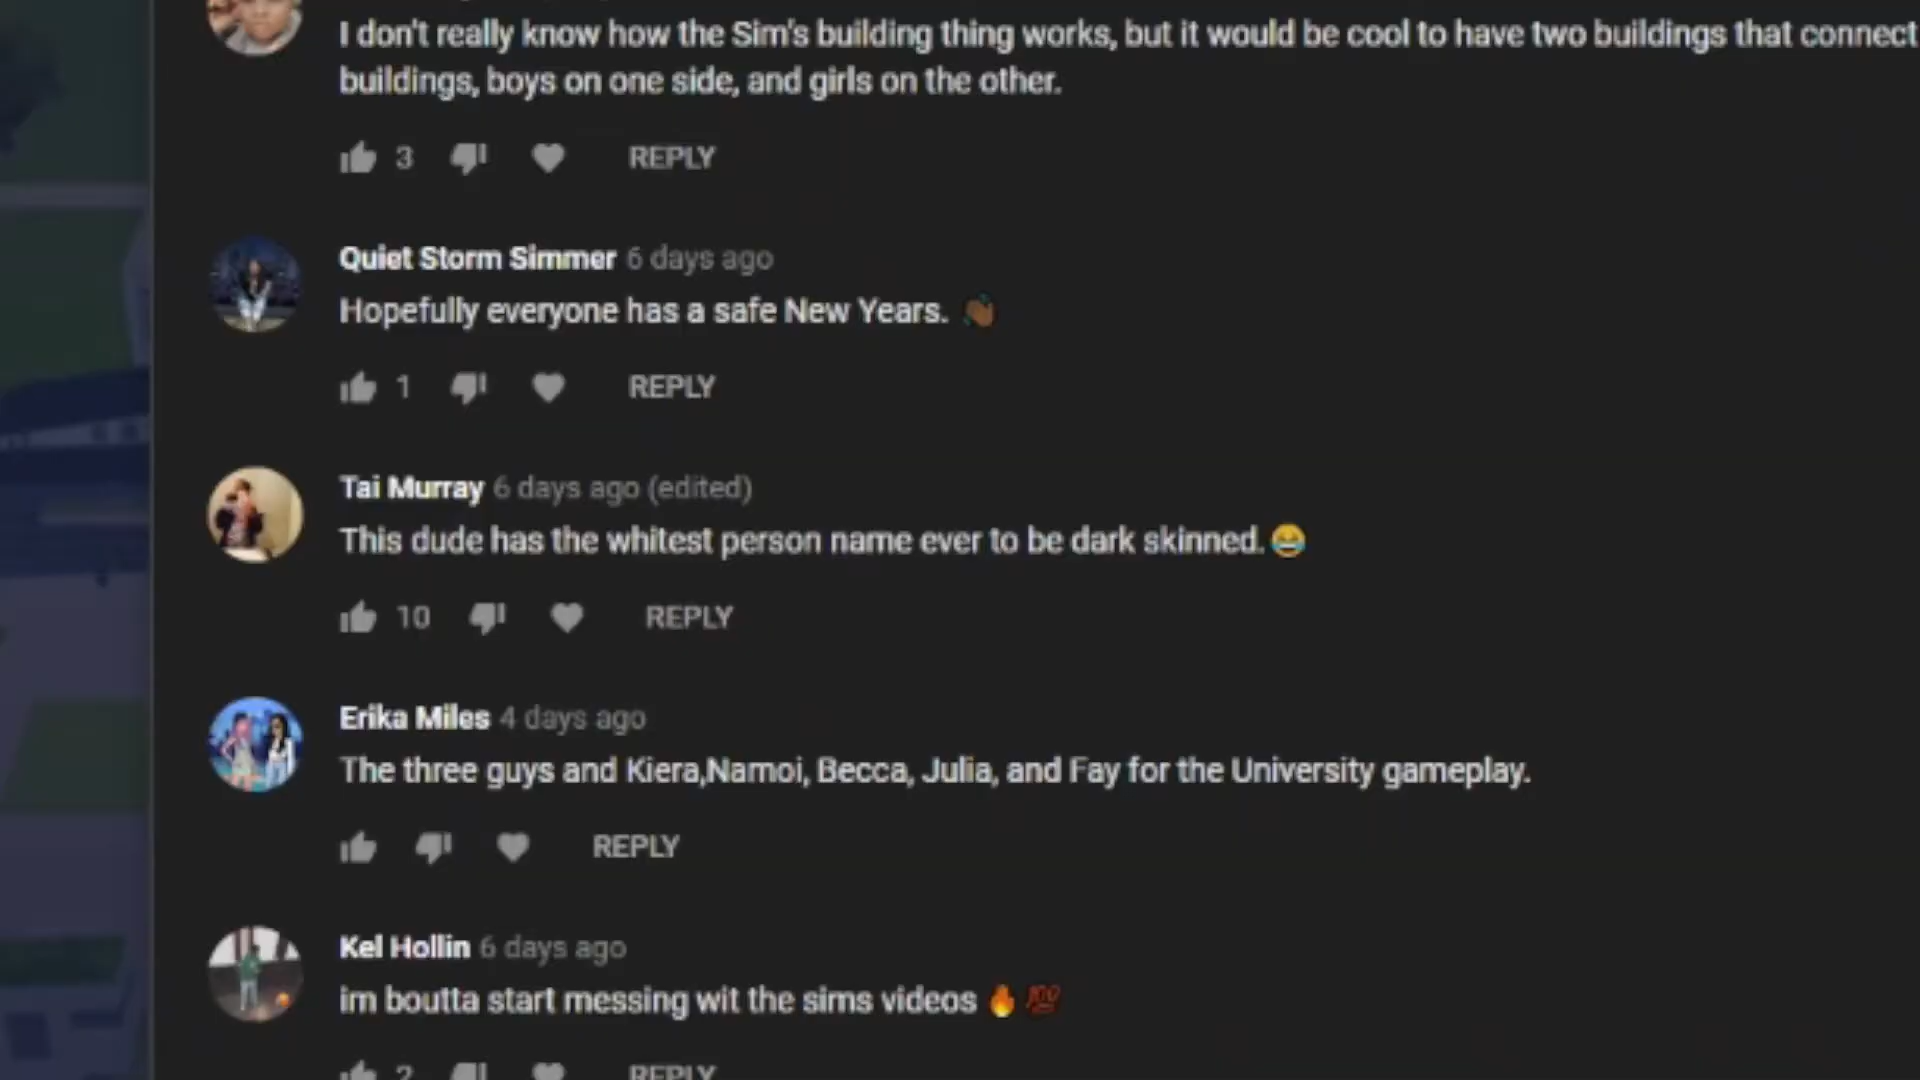 I don't really know how the Sim's building thing works, but it would be cool to have two buildings that connect
buildings, boys on one side, and girls on the other.
3 REPLY
Quiet Storm Simmer 6 days ago
Hopefully everyone has a safe New Years. 👏🏾
1 REPLY
Tai Murray 6 days ago (edited)
This dude has the whitest person name ever to be dark skinned.😂
10 REPLY
Erika Miles 4 days ago
The three guys and Kiera,Namoi, Becca, Julia, and Fay for the University gameplay.
REPLY
Kel Hollin 6 days ago
im boutta start messing wit the sims videos 🔥💯
2 REPLY